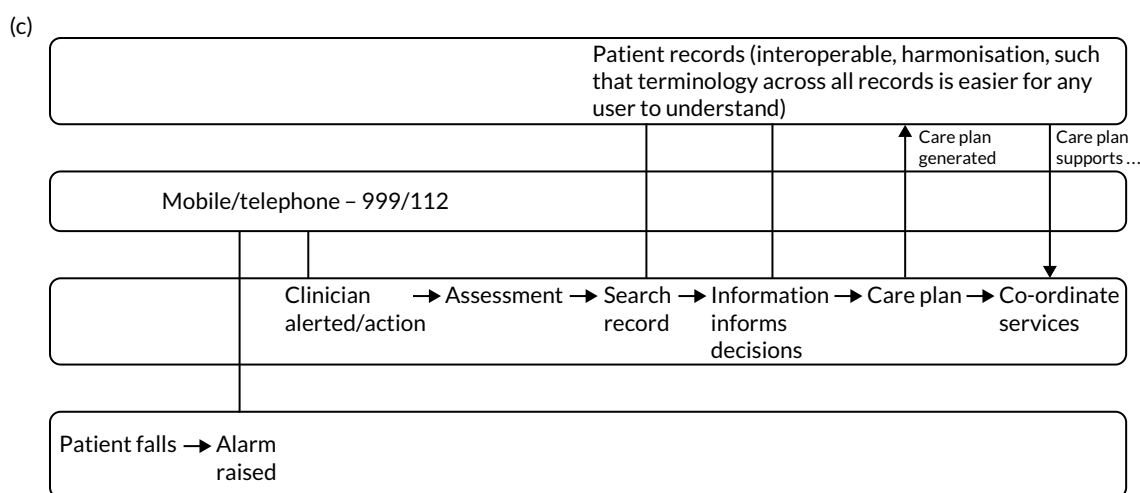 (c)
Patient records (interoperable, harmonisation, such
that terminology across all records is easier for any
user to understand)
Care plan
generated
Care plan
supports ...
Mobile/telephone – 999/112
Clinician
alerted/action
Assessment
Search
record
Information
informs
decisions
Care plan
Co-ordinate
services
Patient falls
Alarm
raised